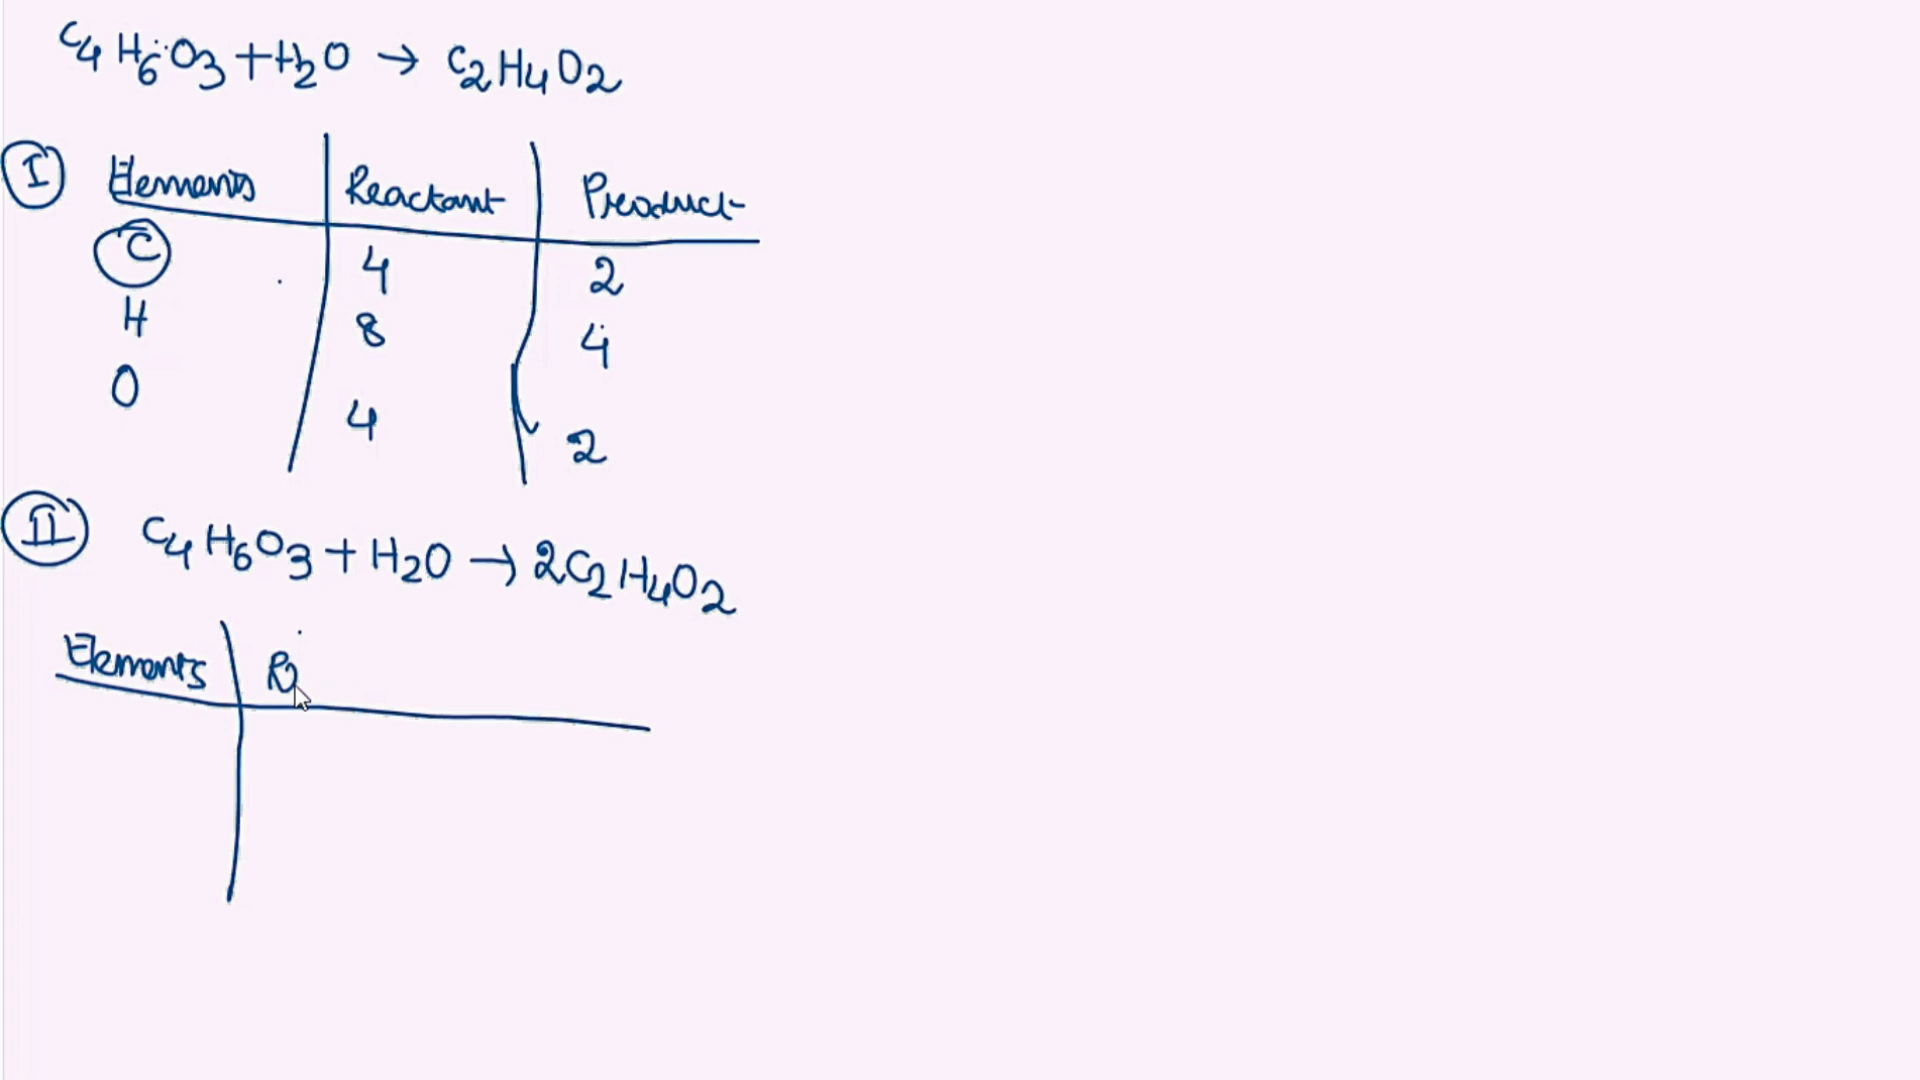 C4H6O3 + H2O → C2H4O2
I Elements Reactant Product
C 4 2
H 8 4
O 4 2
II C4H6O3 + H2O → 2C2H4O2
Elements R